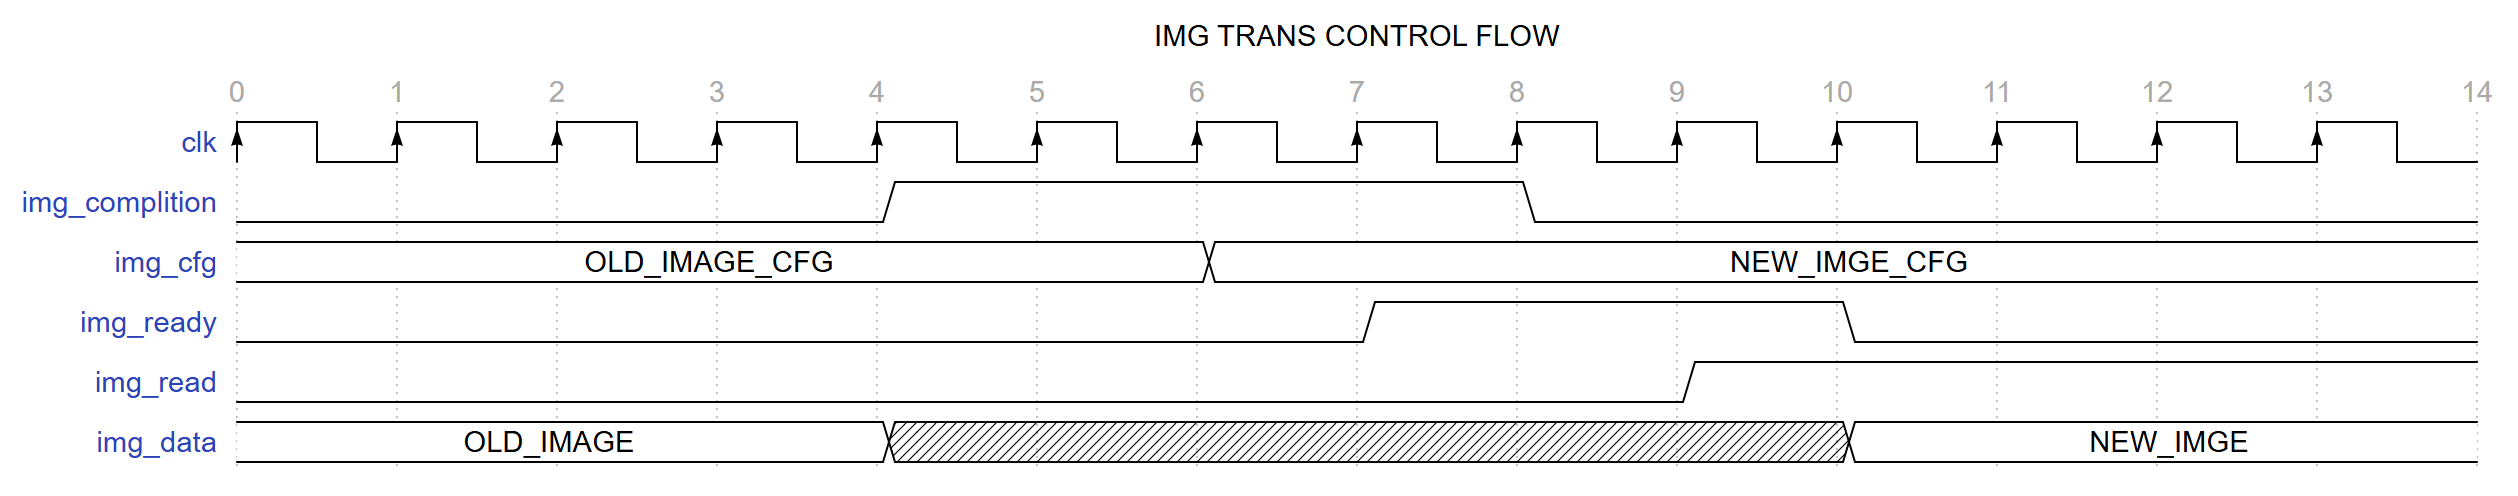 IMG TRANS CONTROL FLOW
0 1 2 3 4 5 6 7 8 9 10 11 12 13 14
clk
img_complition
img_cfg OLD_IMAGE_CFG NEW_IMGE_CFG
img_ready
img_read
img_data OLD_IMAGE NEW_IMGE